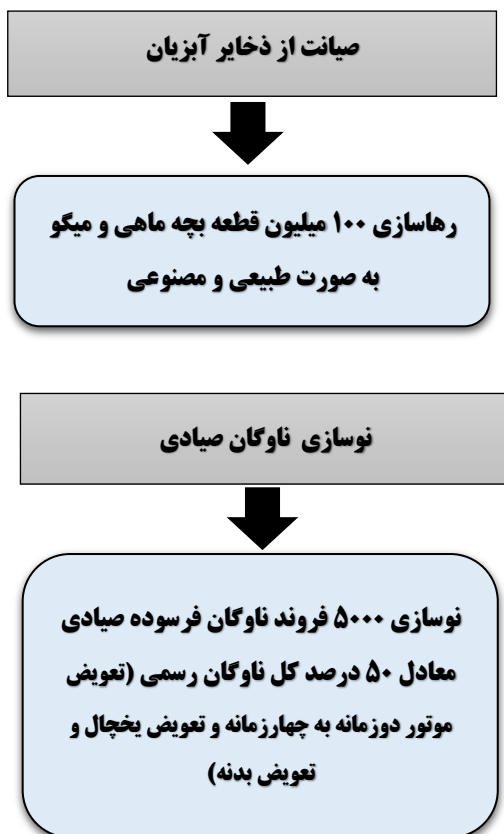 صیانت از ذخایر آبزیان
رهاسازی ۱۰۰ میلیون قطعه بچه ماهی و میگو
به صورت طبیعی و مصنوعی
نوسازی ناوگان صیادی
نوسازی ۵۰۰۰ فروند ناوگان فرسوده صیادی
معادل ۵۰ درصد کل ناوگان رسمی (تعویض
موتور دوزمانه به چهارزمانه و تعویض یخچال و
تعویض بدنه)